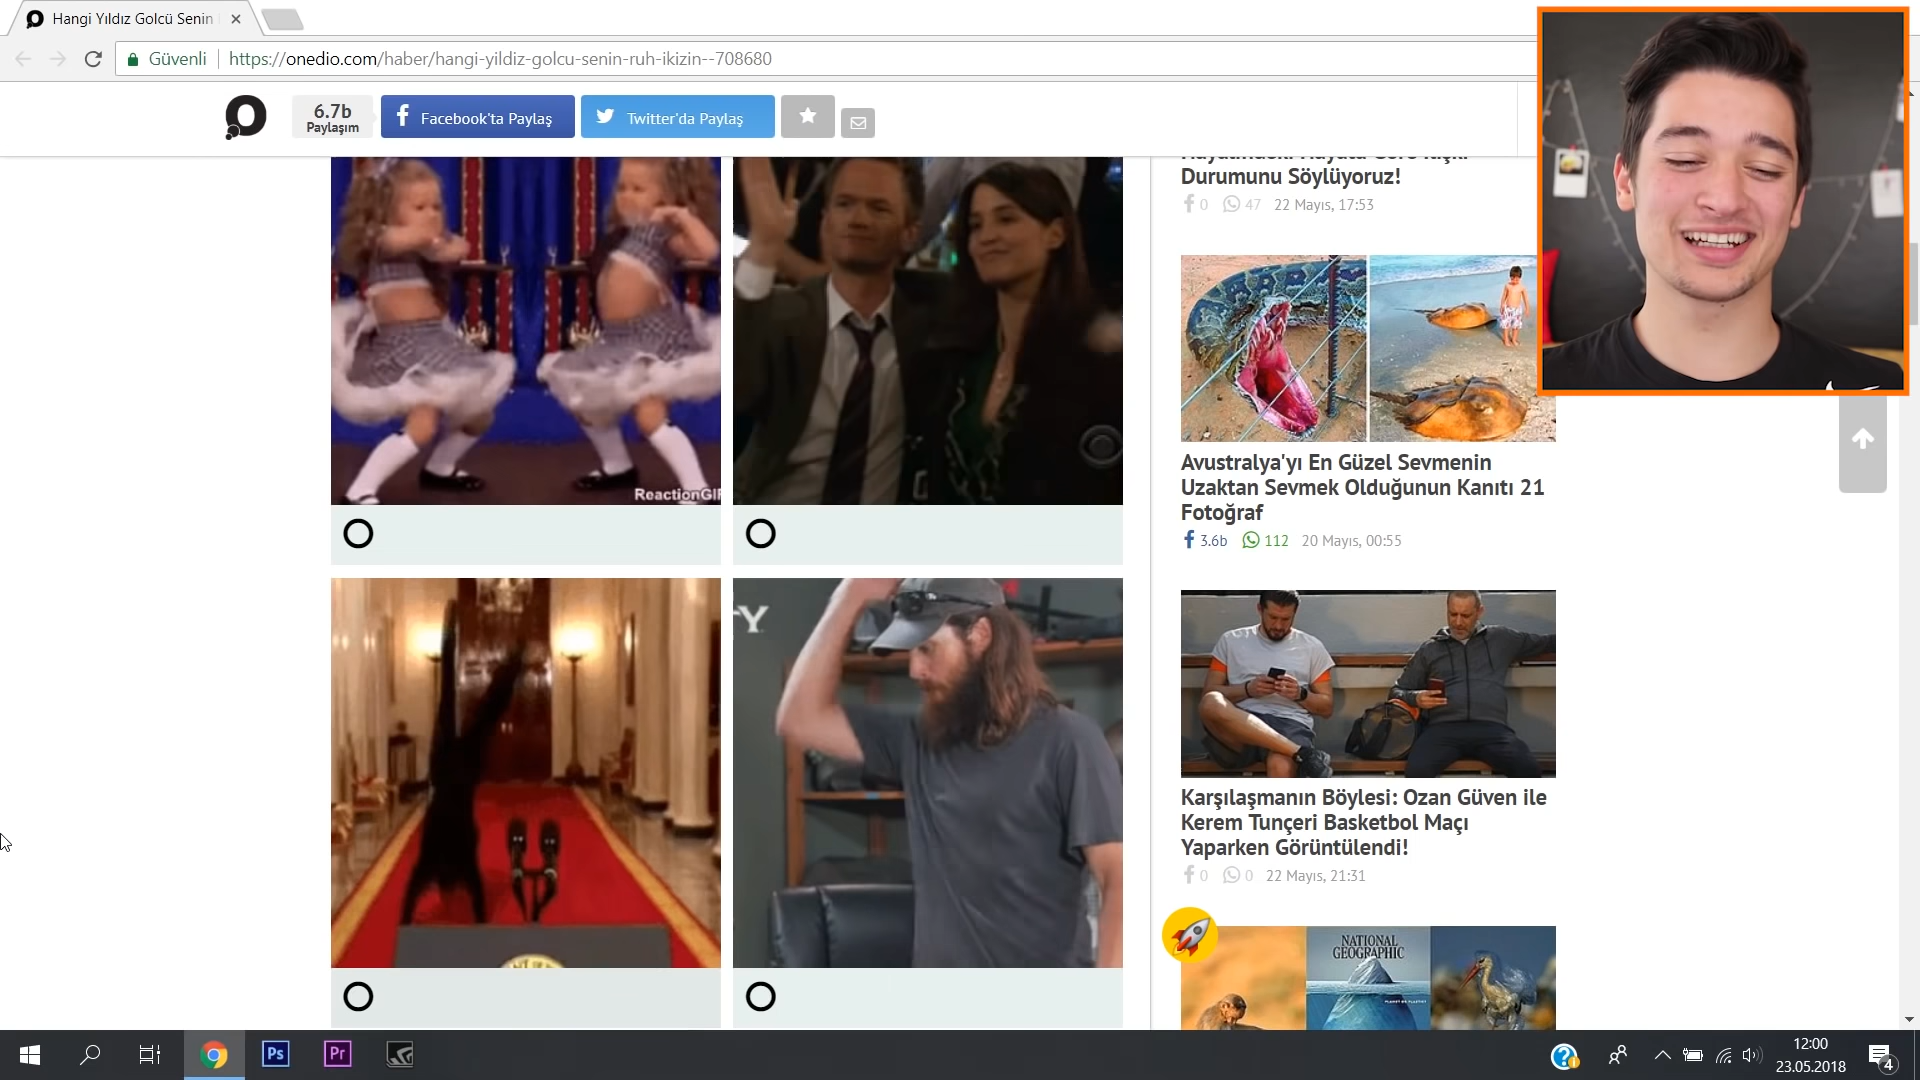 Hangi Yıldız Golcü Senin
Güvenli
https://onedio.com/haber/hangi-yildiz-golcu-senin-ruh-ikizin--708680
6.7b
Paylaşım
Facebook'ta Paylaş
Twitter'da Paylaş
Durumunu Söylüyoruz!
0 47 22 Mayıs, 17:53
ReactionGIF
Avustralya'yı En Güzel Sevmenin
Uzaktan Sevmek Olduğunun Kanıtı 21
Fotoğraf
3.6b 112 20 Mayıs, 00:55
TY
Karşılaşmanın Böylesi: Ozan Güven ile
Kerem Tunçeri Basketbol Maçı
Yaparken Görüntülendi!
0 0 22 Mayıs, 21:31
NATIONAL
GEOGRAPHIC
Ps
Pr
12:00
23.05.2018
4